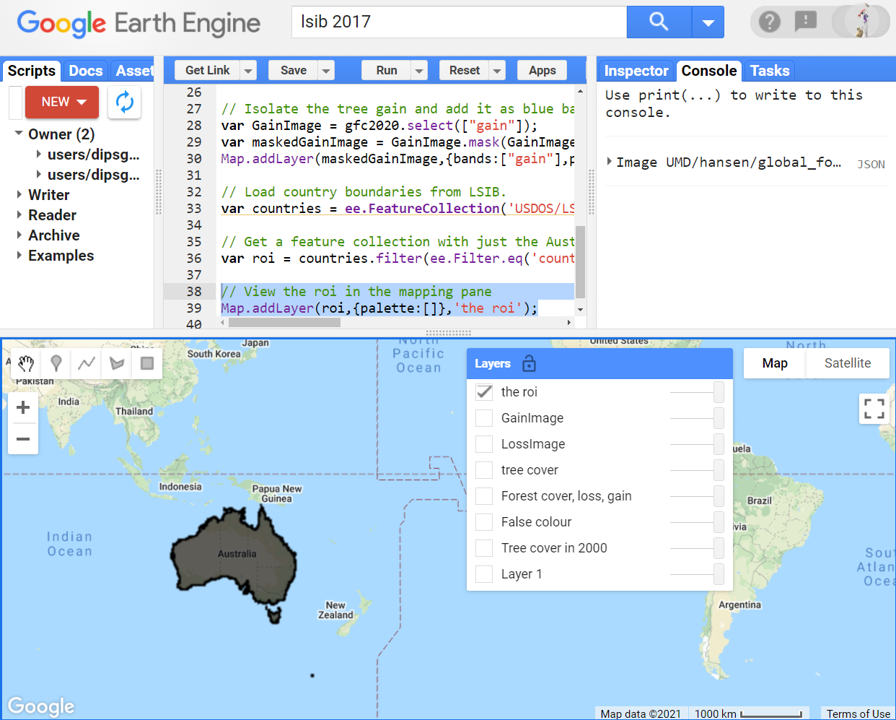 Google Earth Engine
lsib 2017
Scripts Docs Asset
NEW
Owner (2)
users/dipsg...
users/dipsg...
Writer
Reader
Archive
Examples
Get Link Save Run Reset Apps
26
27 // Isolate the tree gain and add it as blue ba
28 var GainImage = gfc2020.select(["gain"]);
29 var maskedGainImage = GainImage.mask(GainImage
30 Map.addLayer(maskedGainImage,{bands:["gain"],p
31
32 // Load country boundaries from LSIB.
33 var countries = ee.FeatureCollection('USDOS/LS
34
35 // Get a feature collection with just the Aust
36 var roi = countries.filter(ee.Filter.eq('count
37
38 // View the roi in the mapping pane
39 Map.addLayer(roi,{palette:[]},'the roi');
40
Inspector Console Tasks
Use print(...) to write to this
console.
Image UMD/hansen/global_fo... JSON
Japan
South Korea
Pakistan
India
Thailand
Indonesia
Papua New
Guinea
Indian
Ocean
Australia
New
Zealand
North
Pacific
Ocean
United States
North
Layers
the roi
GainImage
LossImage
tree cover
Forest cover, loss, gain
False colour
Tree cover in 2000
Layer 1
Map Satellite
uela
Brazil
ivia
Argentina
Sout
Atlan
Ocea
Google
Map data ©2021 1000 km Terms of Use